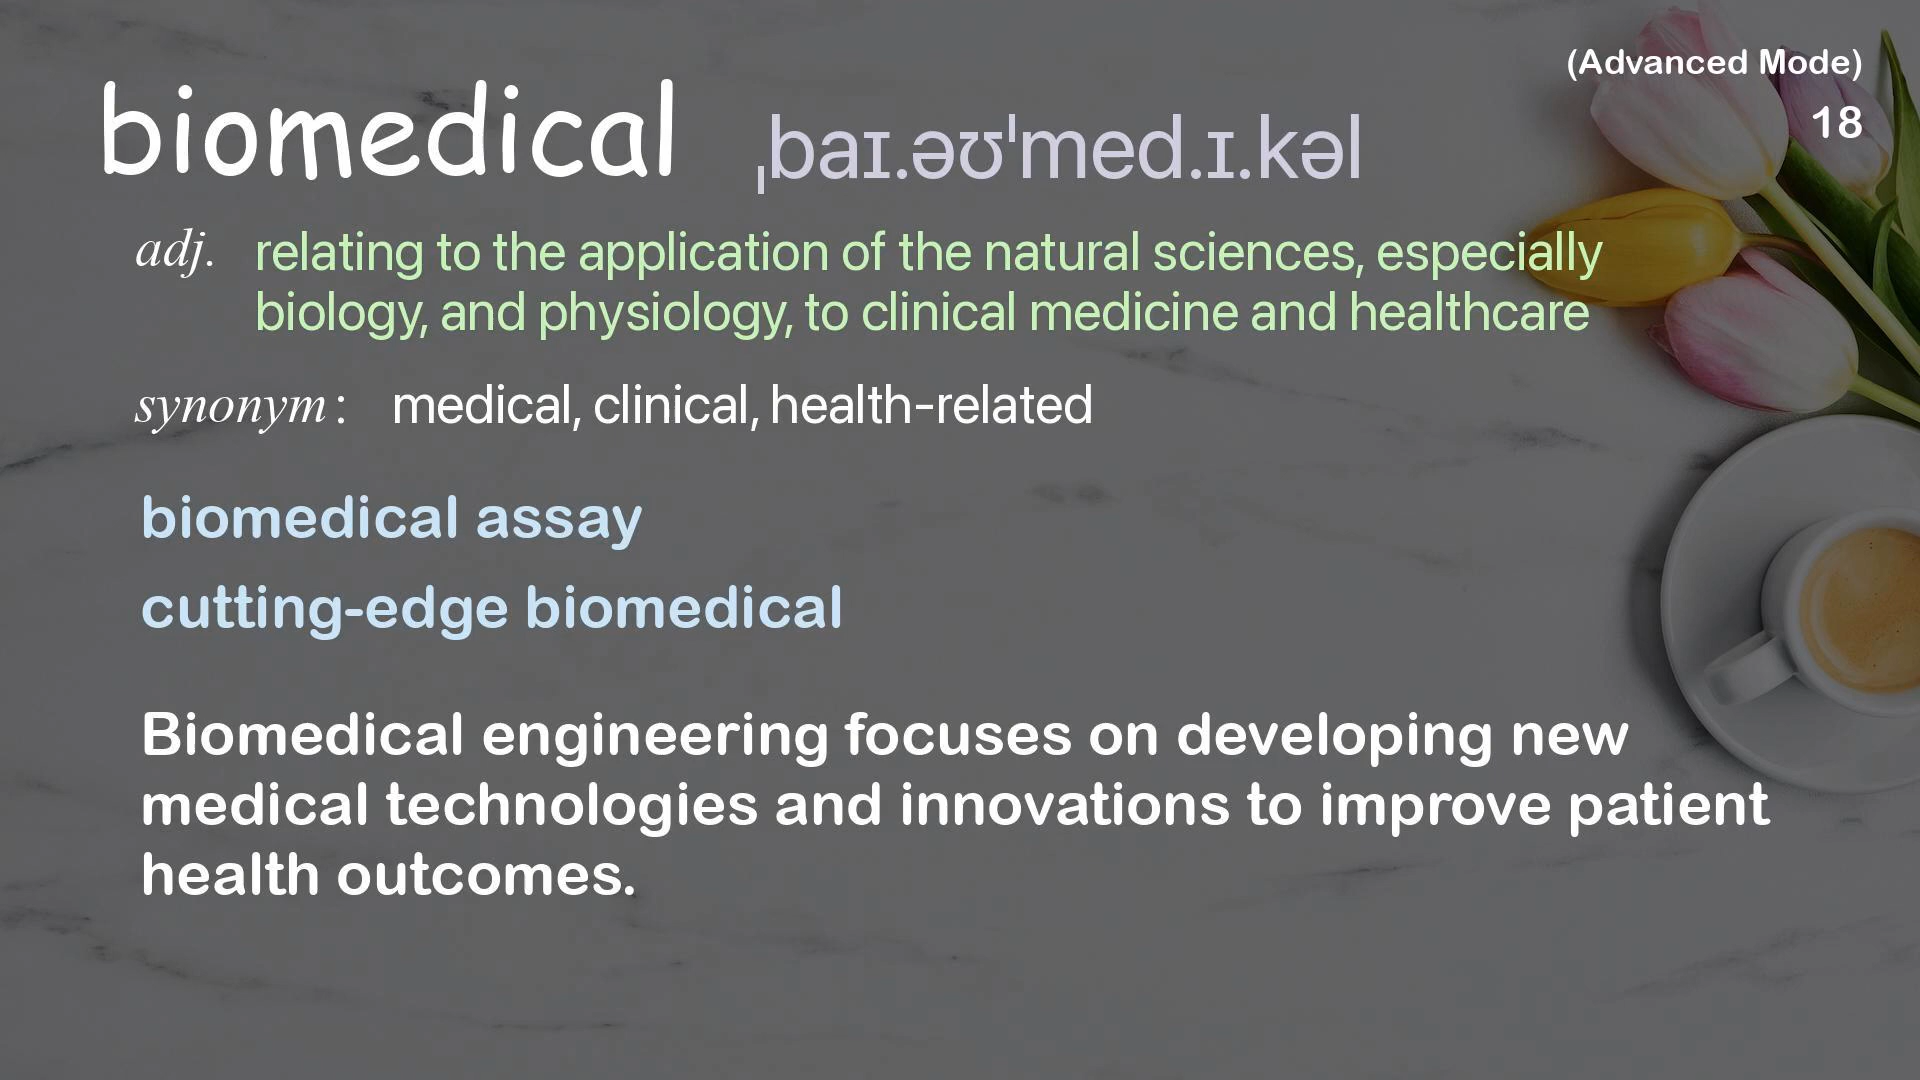 (Advanced Mode)
18
biomedical ˌbaɪ.əʊˈmed.ɪ.kəl
adj. relating to the application of the natural sciences, especially
biology, and physiology, to clinical medicine and healthcare
synonym : medical, clinical, health-related
biomedical assay
cutting-edge biomedical
Biomedical engineering focuses on developing new
medical technologies and innovations to improve patient
health outcomes.